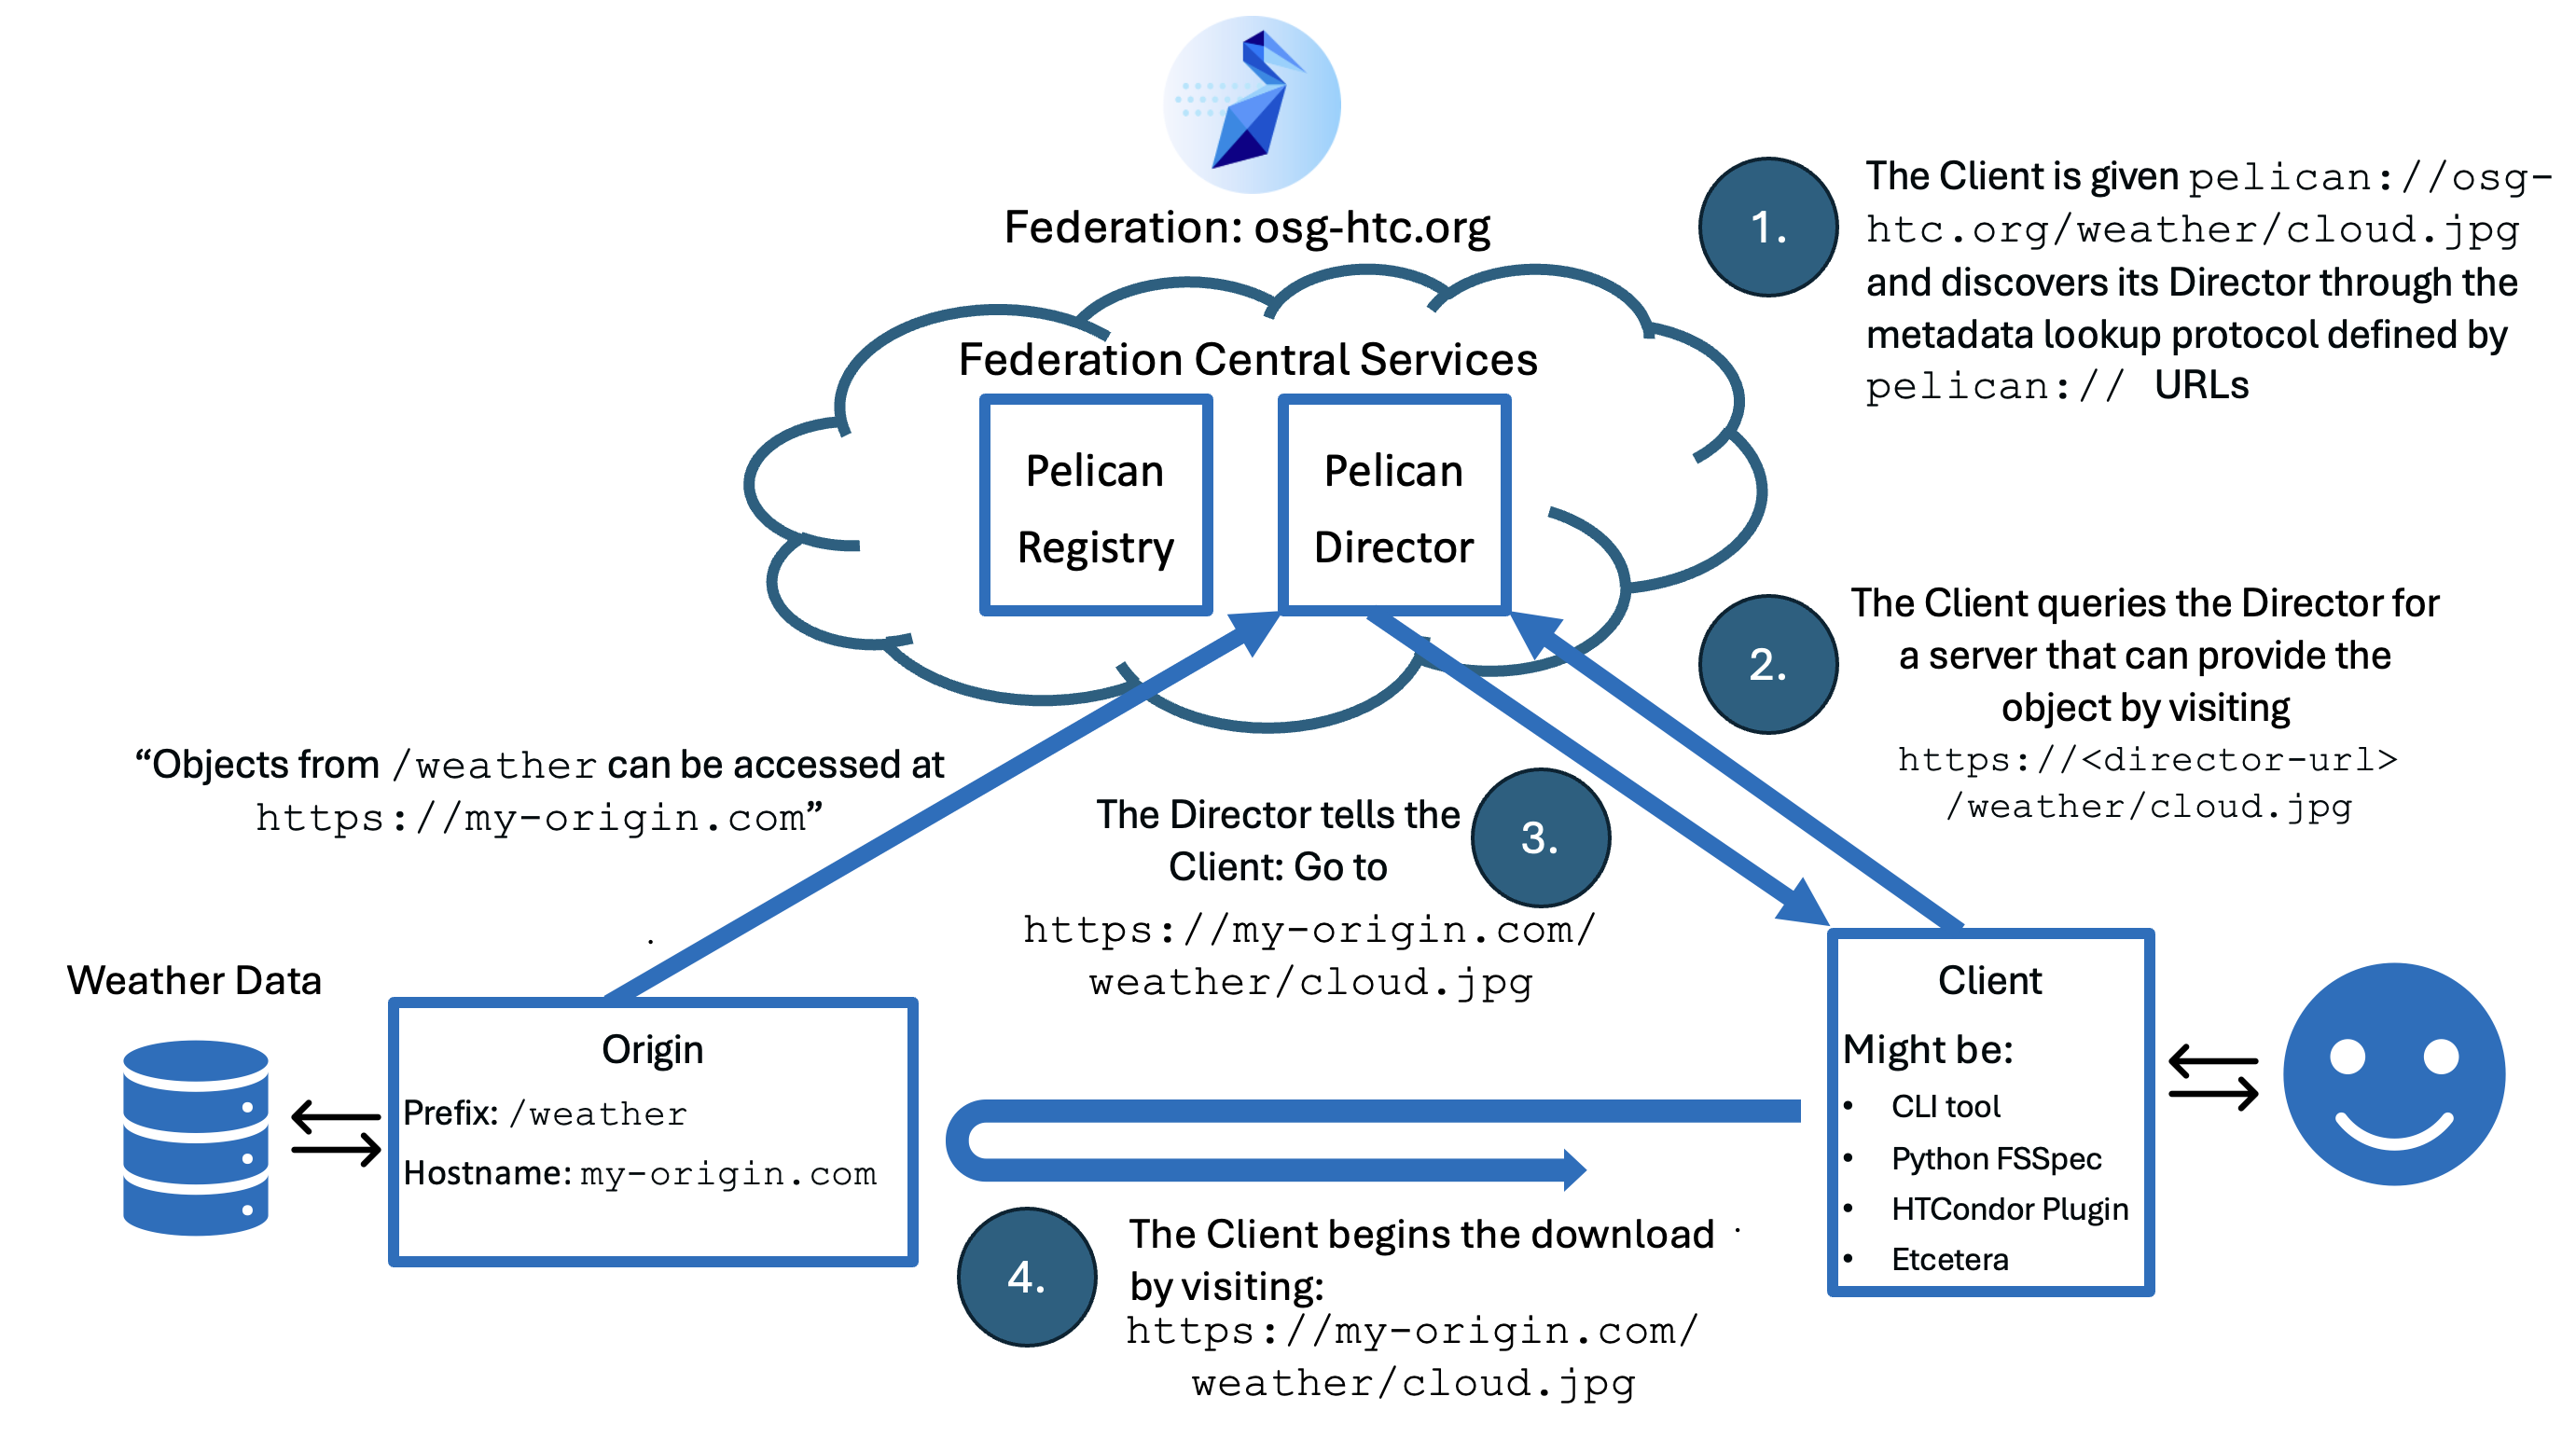 Federation: osg-htc.org
1.
The Client is given pelican://osg-
htc.org/weather/cloud.jpg
and discovers its Director through the
metadata lookup protocol defined by
pelican:// URLs
Federation Central Services
Pelican
Registry
Pelican
Director
2.
The Client queries the Director for
a server that can provide the
object by visiting
https://<director-url>
/weather/cloud.jpg
“Objects from /weather can be accessed at
https://my-origin.com”
The Director tells the
Client: Go to
https://my-origin.com/
weather/cloud.jpg
3.
Weather Data
Origin
Prefix: /weather
Hostname: my-origin.com
Client
Might be:
• CLI tool
• Python FSSpec
• HTCondor Plugin
• Etcetera
4.
The Client begins the download
by visiting:
https://my-origin.com/
weather/cloud.jpg